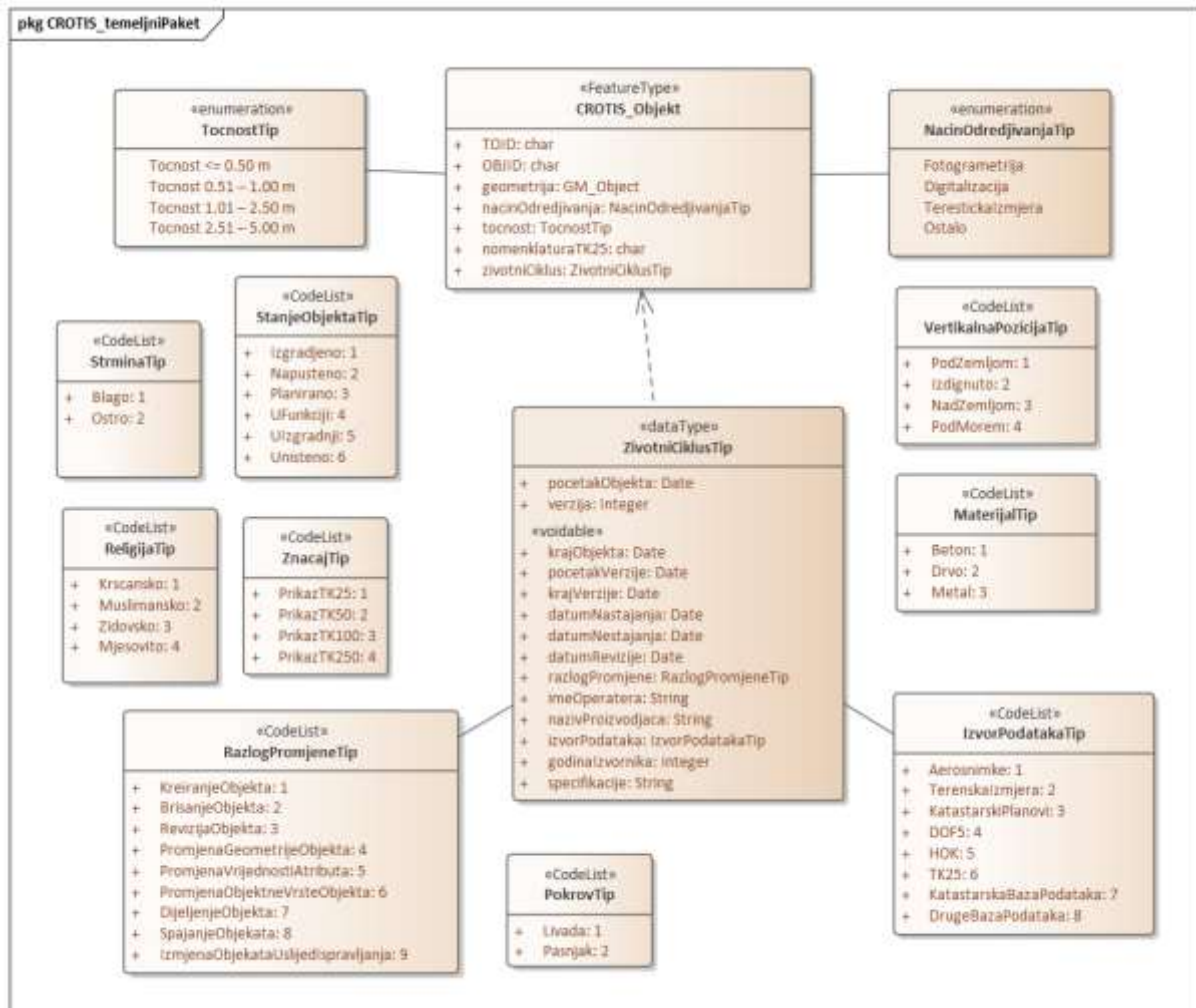 pkg CROTIS_temeljniPaket
«enumeration»
TocnostTip
Tocnost <= 0.50 m
Tocnost 0.51 – 1.00 m
Tocnost 1.01 – 2.50 m
Tocnost 2.51 – 5.00 m
«FeatureType»
CROTIS_Objekt
+ TOID: char
+ OBJID: char
+ geometrija: GM_Object
+ nacinOdredjivanja: NacinOdredjivanjaTip
+ tocnost: TocnostTip
+ nomenklaturaTK25: char
+ zivotniCiklus: ZivotniCiklusTip
«enumeration»
NacinOdredjivanjaTip
Fotogrametrija
Digitalizacija
TerestickaIzmjera
Ostalo
«CodeList»
StrminaTip
+ Blago: 1
+ Ostro: 2
«CodeList»
StanjeObjektaTip
+ Izgradjeno: 1
+ Napusteno: 2
+ Planirano: 3
+ UFunkciji: 4
+ UIzgradnji: 5
+ Unisteno: 6
«CodeList»
VertikalnaPozicijaTip
+ PodZemljom: 1
+ Izdignuto: 2
+ NadZemljom: 3
+ PodMorem: 4
«dataType»
ZivotniCiklusTip
+ pocetakObjekta: Date
+ verzija: Integer
«voidable»
+ krajObjekta: Date
+ pocetakVerzije: Date
+ krajVerzije: Date
+ datumNastajanja: Date
+ datumNestajanja: Date
+ datumRevizije: Date
+ razlogPromjene: RazlogPromjeneTip
+ imeOperatera: String
+ nazivProizvodjaca: String
+ izvorPodataka: IzvorPodatakaTip
+ godinaIzvornika: Integer
+ specifikacije: String
«CodeList»
MaterijalTip
+ Beton: 1
+ Drvo: 2
+ Metal: 3
«CodeList»
ReligijaTip
+ Krscansko: 1
+ Muslimansko: 2
+ Zidovsko: 3
+ Mjesovito: 4
«CodeList»
ZnacajTip
+ PrikazTK25: 1
+ PrikazTK50: 2
+ PrikazTK100: 3
+ PrikazTK250: 4
«CodeList»
RazlogPromjeneTip
+ KreiranjeObjekta: 1
+ BrisanjeObjekta: 2
+ RevizijaObjekta: 3
+ PromjenaGeometrijeObjekta: 4
+ PromjenaVrijednostiAtributa: 5
+ PromjenaObjektneVrsteObjekta: 6
+ DijeljenjeObjekta: 7
+ SpajanjeObjekata: 8
+ IzmjenaObjekataUslijedIspravljanja: 9
«CodeList»
PokrovTip
+ Livada: 1
+ Pasnjak: 2
«CodeList»
IzvorPodatakaTip
+ Aerosnimke: 1
+ TerenskaIzmjera: 2
+ KatastarskiPlanovi: 3
+ DOF5: 4
+ HOK: 5
+ TK25: 6
+ KatastarskaBazaPodataka: 7
+ DrugeBazaPodataka: 8